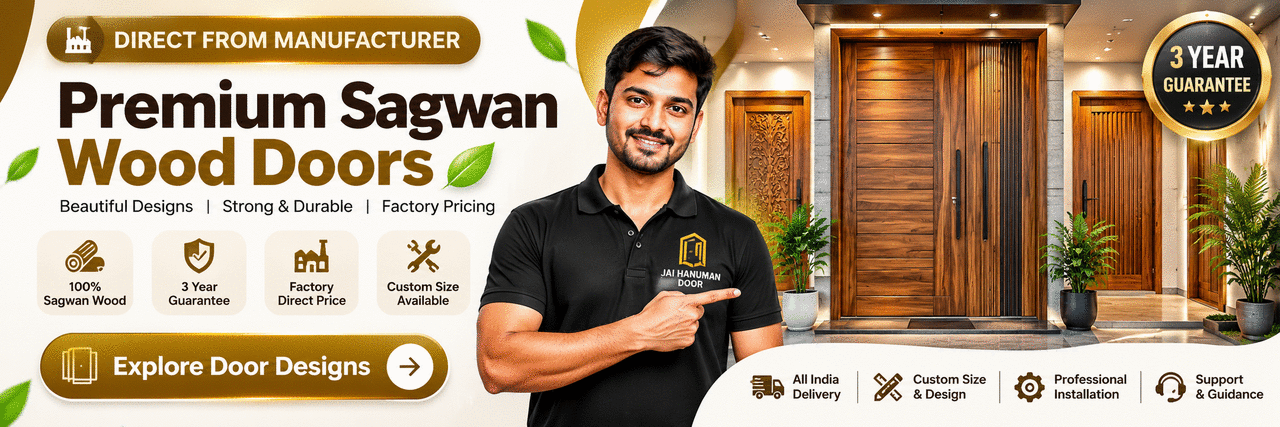 DIRECT FROM MANUFACTURER
Premium Sagwan
Wood Doors
Beautiful Designs | Strong & Durable | Factory Pricing
100%
Sagwan Wood
3 Year
Guarantee
Factory
Direct Price
Custom Size
Available
Explore Door Designs
JAI HANUMAN
DOOR
3 YEAR
GUARANTEE
All India
Delivery
Custom Size
& Design
Professional
Installation
Support
& Guidance